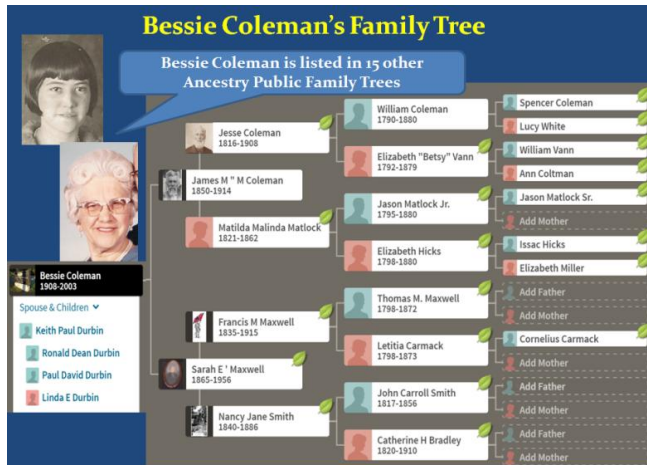 Bessie Coleman's Family Tree
Bessie Coleman is listed in 15 other
Ancestry Public Family Trees
Bessie Coleman
1908-2003
Spouse & Children
Keith Paul Durbin
Ronald Dean Durbin
Paul David Durbin
Linda E Durbin
James M " M Coleman
1850-1914
Sarah E ' Maxwell
1865-1956
Jesse Coleman
1816-1908
Matilda Malinda Matlock
1821-1862
Francis M Maxwell
1835-1915
Nancy Jane Smith
1840-1886
William Coleman
1790-1880
Elizabeth "Betsy" Vann
1792-1879
Jason Matlock Jr.
1795-1880
Elizabeth Hicks
1798-1880
Thomas M. Maxwell
1798-1872
Letitia Carmack
1798-1873
John Carroll Smith
1817-1856
Catherine H Bradley
1820-1910
Spencer Coleman
Lucy White
William Vann
Ann Coltman
Jason Matlock Sr.
Add Mother
Issac Hicks
Elizabeth Miller
Add Father
Add Mother
Cornelius Carmack
Add Mother
Add Father
Add Mother
Add Father
Add Mother